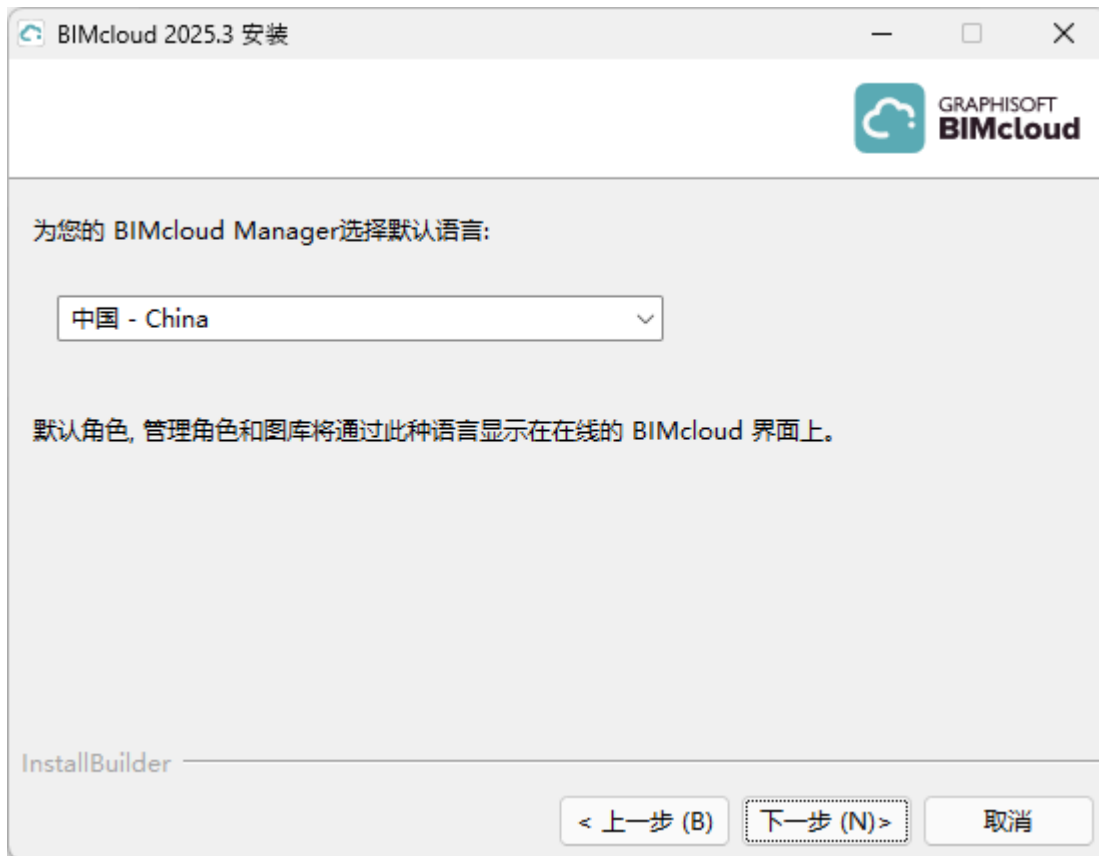 BIMcloud 2025.3 安装
GRAPHISOFT
BIMcloud
为您的 BIMcloud Manager选择默认语言:
中国 - China
默认角色, 管理角色和图库将通过此种语言显示在在线的 BIMcloud 界面上。
InstallBuilder
< 上一步 (B)
下一步 (N)>
取消